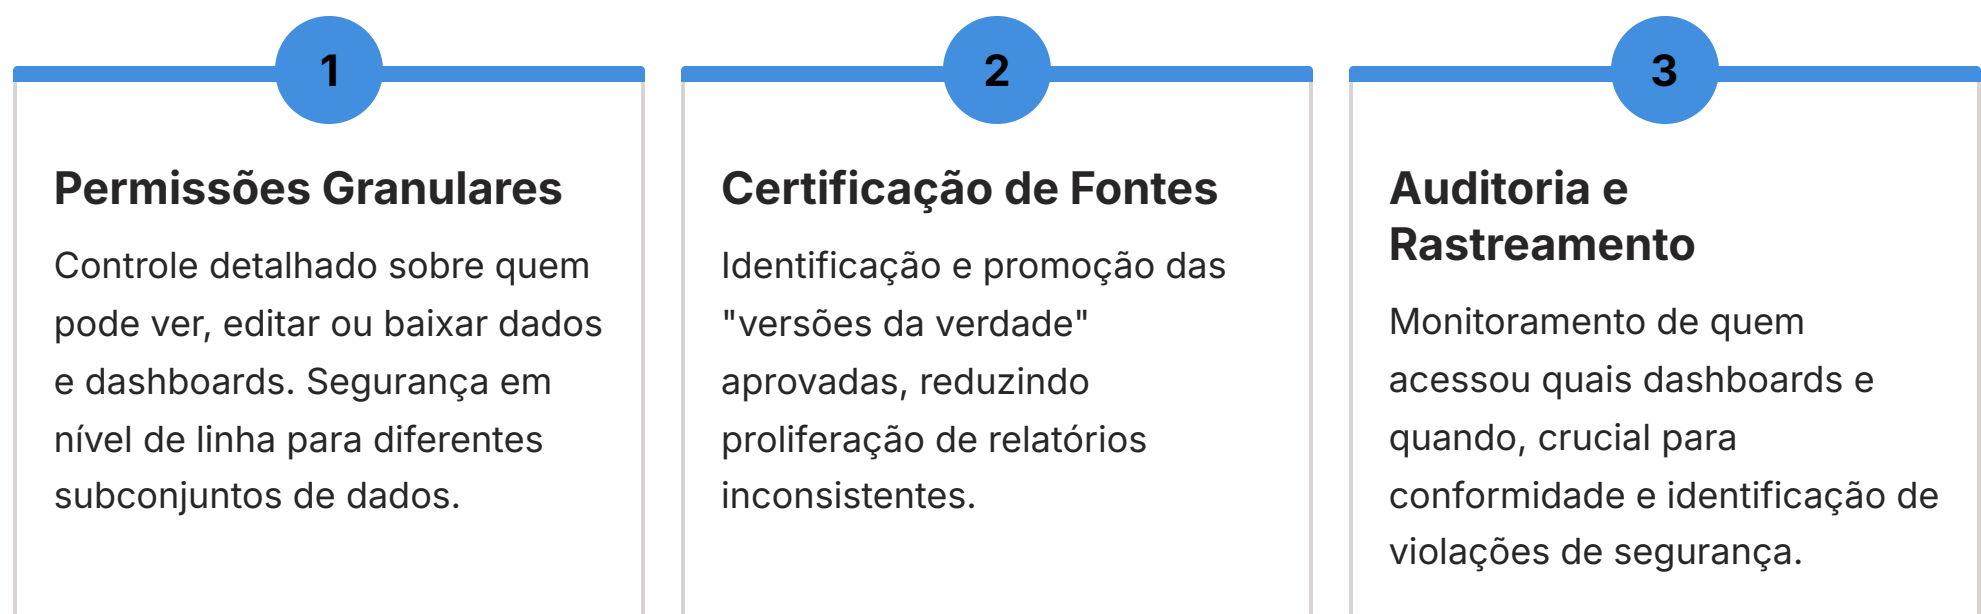 1
Permissões Granulares
Controle detalhado sobre quem
pode ver, editar ou baixar dados
e dashboards. Segurança em
nível de linha para diferentes
subconjuntos de dados.
2
Certificação de Fontes
Identificação e promoção das
"versões da verdade"
aprovadas, reduzindo
proliferação de relatórios
inconsistentes.
3
Auditoria e
Rastreamento
Monitoramento de quem
acessou quais dashboards e
quando, crucial para
conformidade e identificação de
violações de segurança.